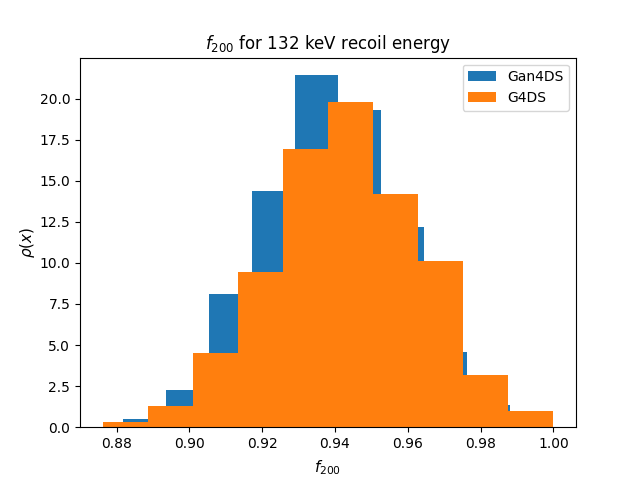 f₂₀₀ for 132 keV recoil energy
Gan4DS
G4DS
20.0
17.5
15.0
12.5
10.0
7.5
5.0
2.5
0.0
ρ(x)
0.88 0.90 0.92 0.94 0.96 0.98 1.00
f₂₀₀